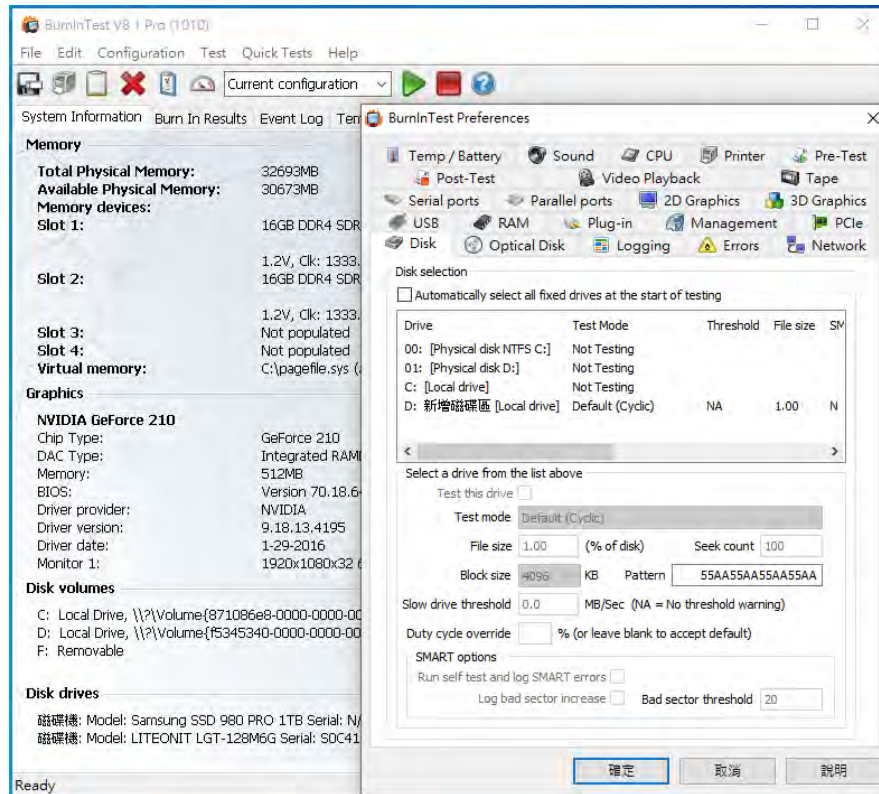 BurnInTest V8.1 Pro (1010)
File Edit Configuration Test Quick Tests Help
Current configuration
System Information Burn In Results Event Log Tem
Memory
Total Physical Memory: 32693MB
Available Physical Memory: 30673MB
Memory devices:
Slot 1: 16GB DDR4 SDR
1.2V, Clk: 1333.
Slot 2: 16GB DDR4 SDR
1.2V, Clk: 1333.
Slot 3: Not populated
Slot 4: Not populated
Virtual memory: C:\pagefile.sys (a
Graphics
NVIDIA GeForce 210
Chip Type: GeForce 210
DAC Type: Integrated RAM
Memory: 512MB
BIOS: Version 70.18.6
Driver provider: NVIDIA
Driver version: 9.18.13.4195
Driver date: 1-29-2016
Monitor 1: 1920x1080x32 6
Disk volumes
C: Local Drive, \\?\Volume{871086e8-0000-0000-00
D: Local Drive, \\?\Volume{f5345340-0000-0000-00
F: Removable
Disk drives
磁碟機: Model: Samsung SSD 980 PRO 1TB Serial: N/
磁碟機: Model: LITEONIT LGT-128M6G Serial: S0C41
Ready
BurnInTest Preferences
Temp / Battery Sound CPU Printer Pre-Test
Post-Test Video Playback Tape
Serial ports Parallel ports 2D Graphics 3D Graphics
USB RAM Plug-in Management PCIe
Disk Optical Disk Logging Errors Network
Disk selection
Automatically select all fixed drives at the start of testing
Drive Test Mode Threshold File size SM
00: [Physical disk NTFS C:] Not Testing
01: [Physical disk D:] Not Testing
C: [Local drive] Not Testing
D: 新增磁碟區 [Local drive] Default (Cyclic) NA 1.00 N
Select a drive from the list above
Test this drive
Test mode Default (Cyclic)
File size 1.00 (% of disk) Seek count 100
Block size 4096 KB Pattern 55AA55AA55AA55AA
Slow drive threshold 0.0 MB/Sec (NA = No threshold warning)
Duty cycle override % (or leave blank to accept default)
SMART options
Run self test and log SMART errors
Log bad sector increase Bad sector threshold 20
確定 取消 說明